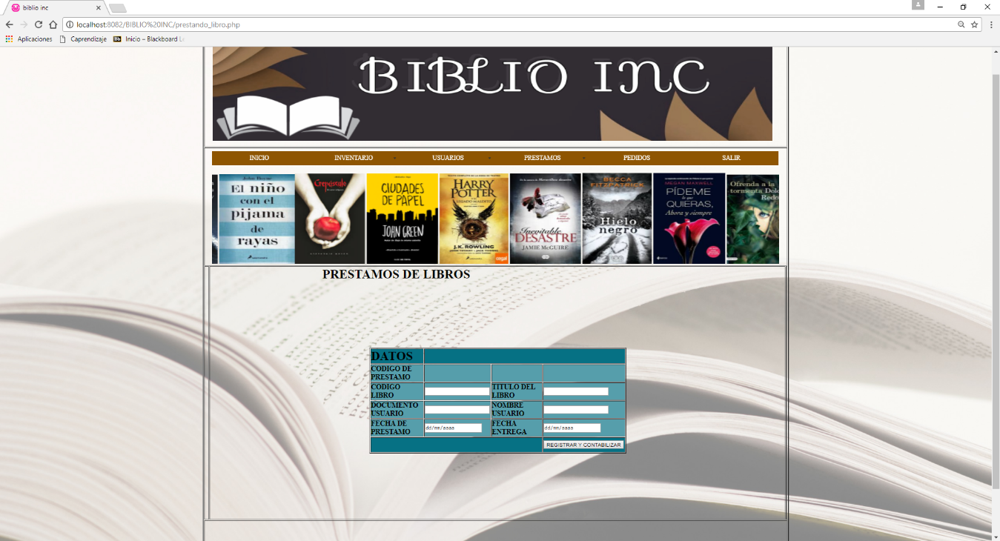 biblio inc
localhost:8082/BIBLIO%20INC/prestando_libro.php
Aplicaciones Caprendizaje Bb Inicio – Blackboard
BIBLIO INC
INICIO INVENTARIO USUARIOS PRESTAMOS PEDIDOS SALIR
John Boyne
El niño
con el
pijama
de
rayas
Crepúsculo
CIUDADES
DE PAPEL
JOHN GREEN
HARRY
POTTER
Y EL
LEGADO MALDITO
J.K. ROWLING
Inevitable
DESASTRE
JAMIE McGUIRE
BECCA
FITZPATRICK
Hielo
negro
MEGAN MAXWELL
PÍDEME
lo que
QUIERAS,
Ahora y siempre
Ofrenda a la
tormenta Dolo
Redo
PRESTAMOS DE LIBROS
DATOS
CODIGO DE
PRESTAMO
CODIGO
LIBRO
TITULO DEL
LIBRO
DOCUMENTO
USUARIO
NOMBRE
USUARIO
FECHA DE
PRESTAMO
dd/mm/aaaa
FECHA
ENTREGA
dd/mm/aaaa
REGISTRAR Y CONTABILIZAR